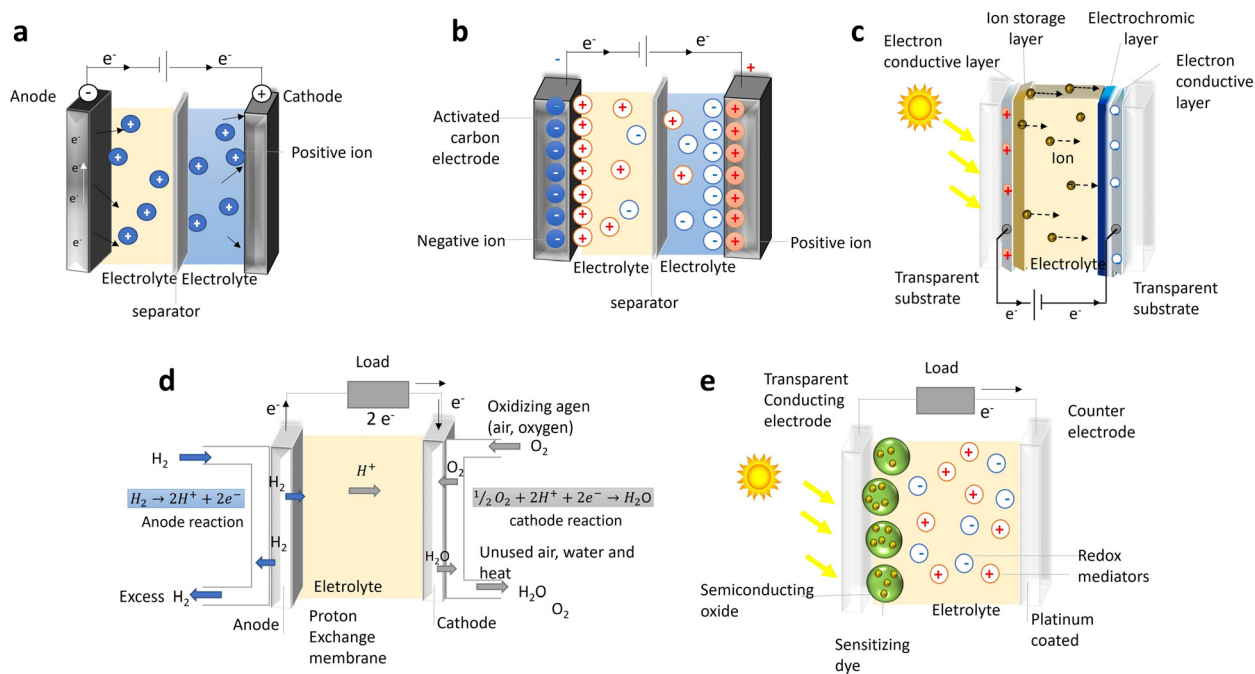 a
e-
e-
Anode
-
+
Cathode
e-
e-
e-
e-
+
+
+
+
+
+
+
+
+
+
Positive ion
Electrolyte
Electrolyte
separator
b
e-
e-
-
+
Activated
carbon
electrode
Negative ion
Positive ion
Electrolyte
Electrolyte
separator
c
Ion storage
layer
Electrochromic
layer
Electron
conductive layer
Electron
conductive
layer
Ion
Electrolyte
Transparent
substrate
Transparent
substrate
e-
e-
d
Load
2 e-
e-
e-
Oxidizing agen
(air, oxygen)
O2
H2
H2
H+
O2
H2 → 2H+ + 2e−
Anode reaction
½ O2 + 2H+ + 2e− → H2O
cathode reaction
H2
H2O
Unused air, water and
heat
Excess H2
Eletrolyte
H2O
O2
Anode
Proton
Exchange
membrane
Cathode
e
Load
e-
Transparent
Conducting
electrode
Counter
electrode
Semiconducting
oxide
Redox
mediators
Eletrolyte
Sensitizing
dye
Platinum
coated